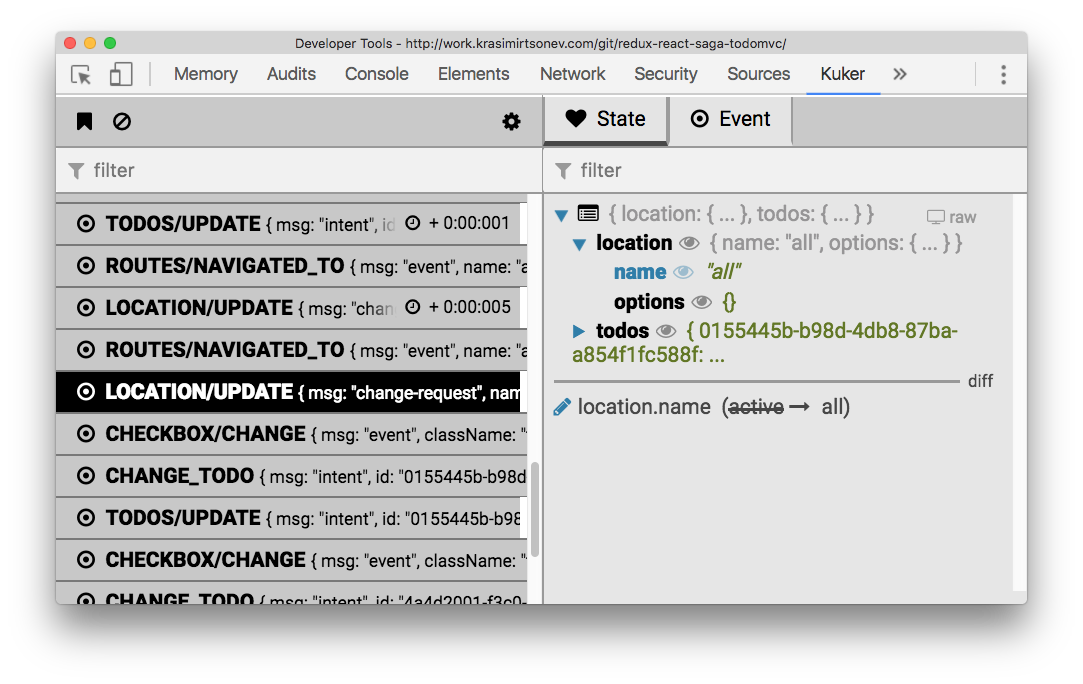 Developer Tools - http://work.krasimirtsonev.com/git/redux-react-saga-todomvc/
Memory Audits Console Elements Network Security Sources Kuker »
State Event
filter
filter
TODOS/UPDATE { msg: "intent", id + 0:00:001
ROUTES/NAVIGATED_TO { msg: "event", name: "a
LOCATION/UPDATE { msg: "chan + 0:00:005
ROUTES/NAVIGATED_TO { msg: "event", name: "a
LOCATION/UPDATE { msg: "change-request", nam
CHECKBOX/CHANGE { msg: "event", className: "
CHANGE_TODO { msg: "intent", id: "0155445b-b98d
TODOS/UPDATE { msg: "intent", id: "0155445b-b98
CHECKBOX/CHANGE { msg: "event", className: "
CHANGE_TODO { msg: "intent", id: "4a4d2001-f3c0-
{ location: { ... }, todos: { ... } } raw
location { name: "all", options: { ... } }
name "all"
options {}
todos { 0155445b-b98d-4db8-87ba-
a854f1fc588f: ...
diff
location.name (active → all)